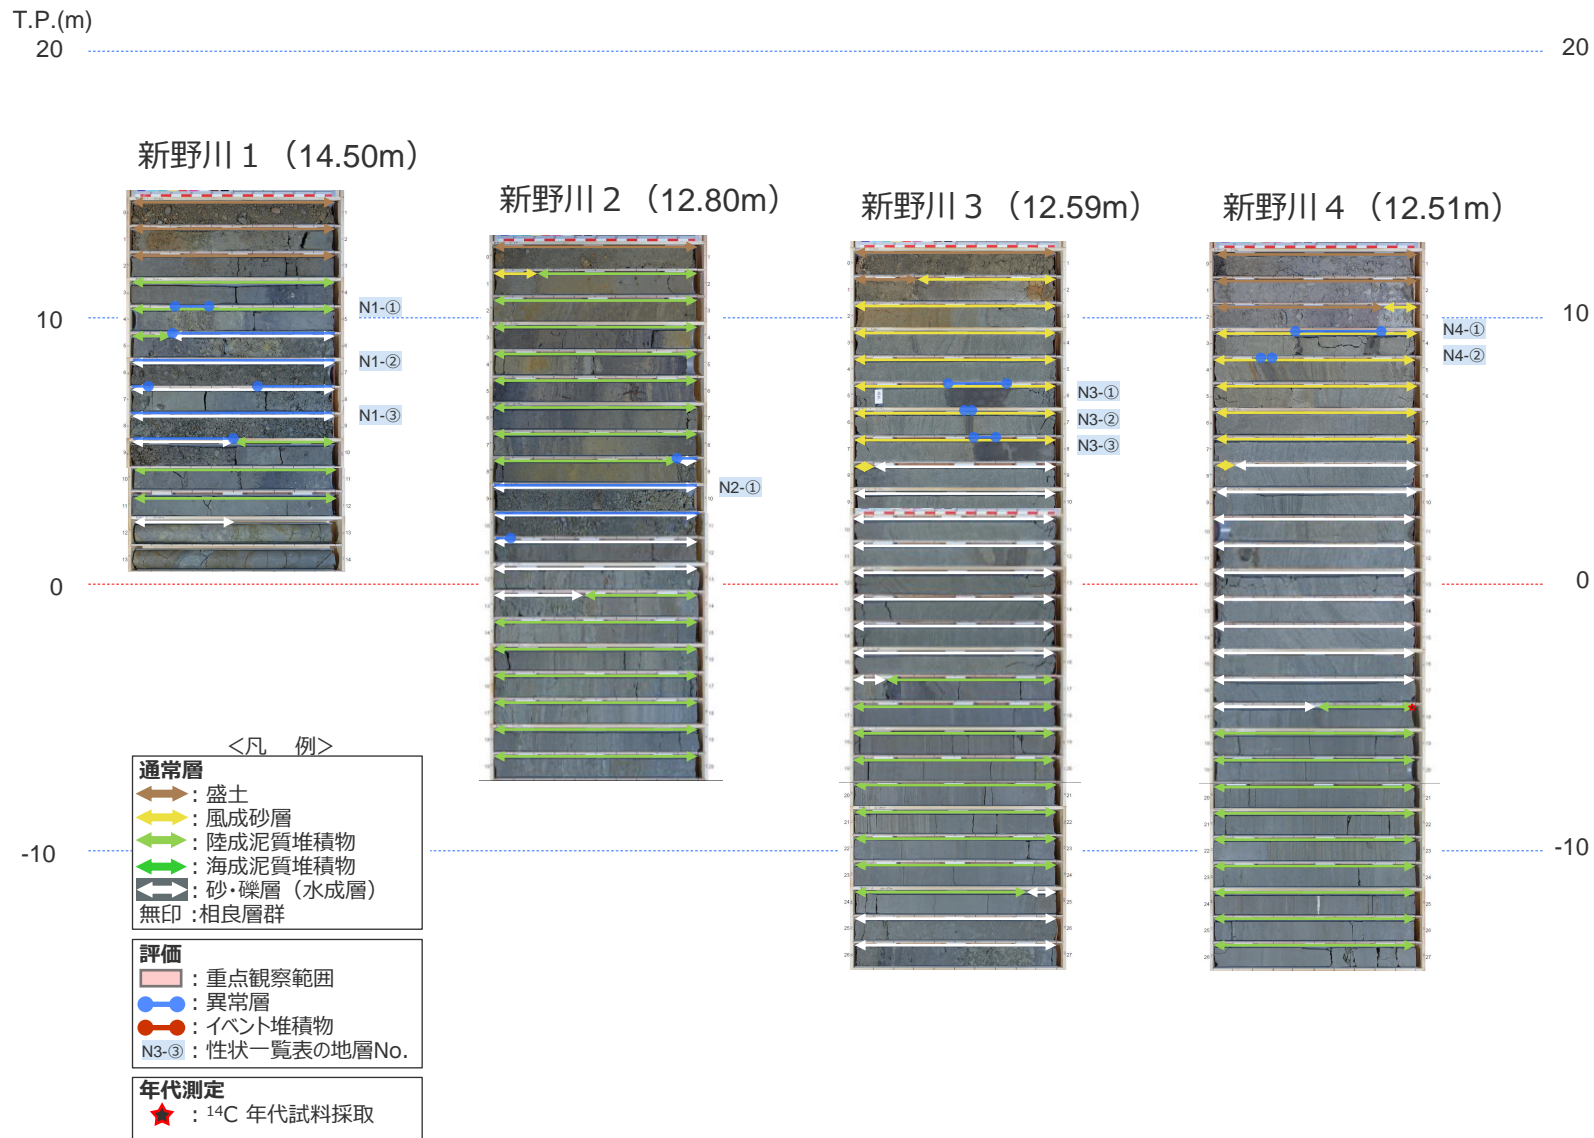 T.P.(m)
20
20
新野川１（14.50m）
新野川２（12.80m）
新野川３（12.59m）
新野川４（12.51m）
N1-①
10
10
N4-①
N1-②
N4-②
N3-①
N1-③
N3-②
N3-③
N2-①
0
0
-10
-10
＜凡　例＞
通常層
：盛土
：風成砂層
：陸成泥質堆積物
：海成泥質堆積物
：砂・礫層（水成層）
無印：相良層群
評価
：重点観察範囲
：異常層
：イベント堆積物
N3-③：性状一覧表の地層No.
年代測定
：14C 年代試料採取